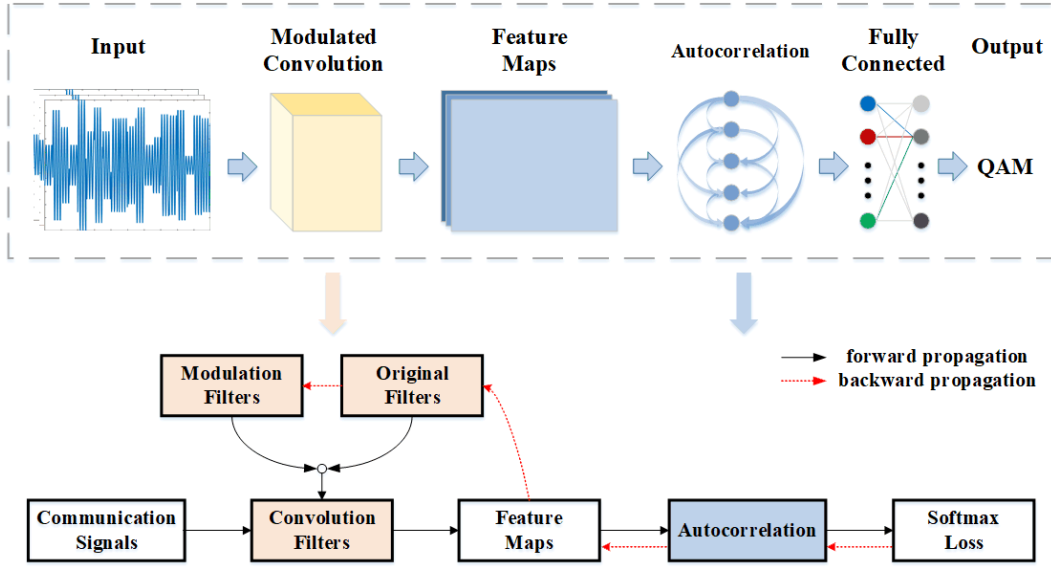 Input
Modulated
Convolution
Feature
Maps
Autocorrelation
Fully
Connected
Output
QAM
forward propagation
backward propagation
Modulation
Filters
Original
Filters
Communication
Signals
Convolution
Filters
Feature
Maps
Autocorrelation
Softmax
Loss